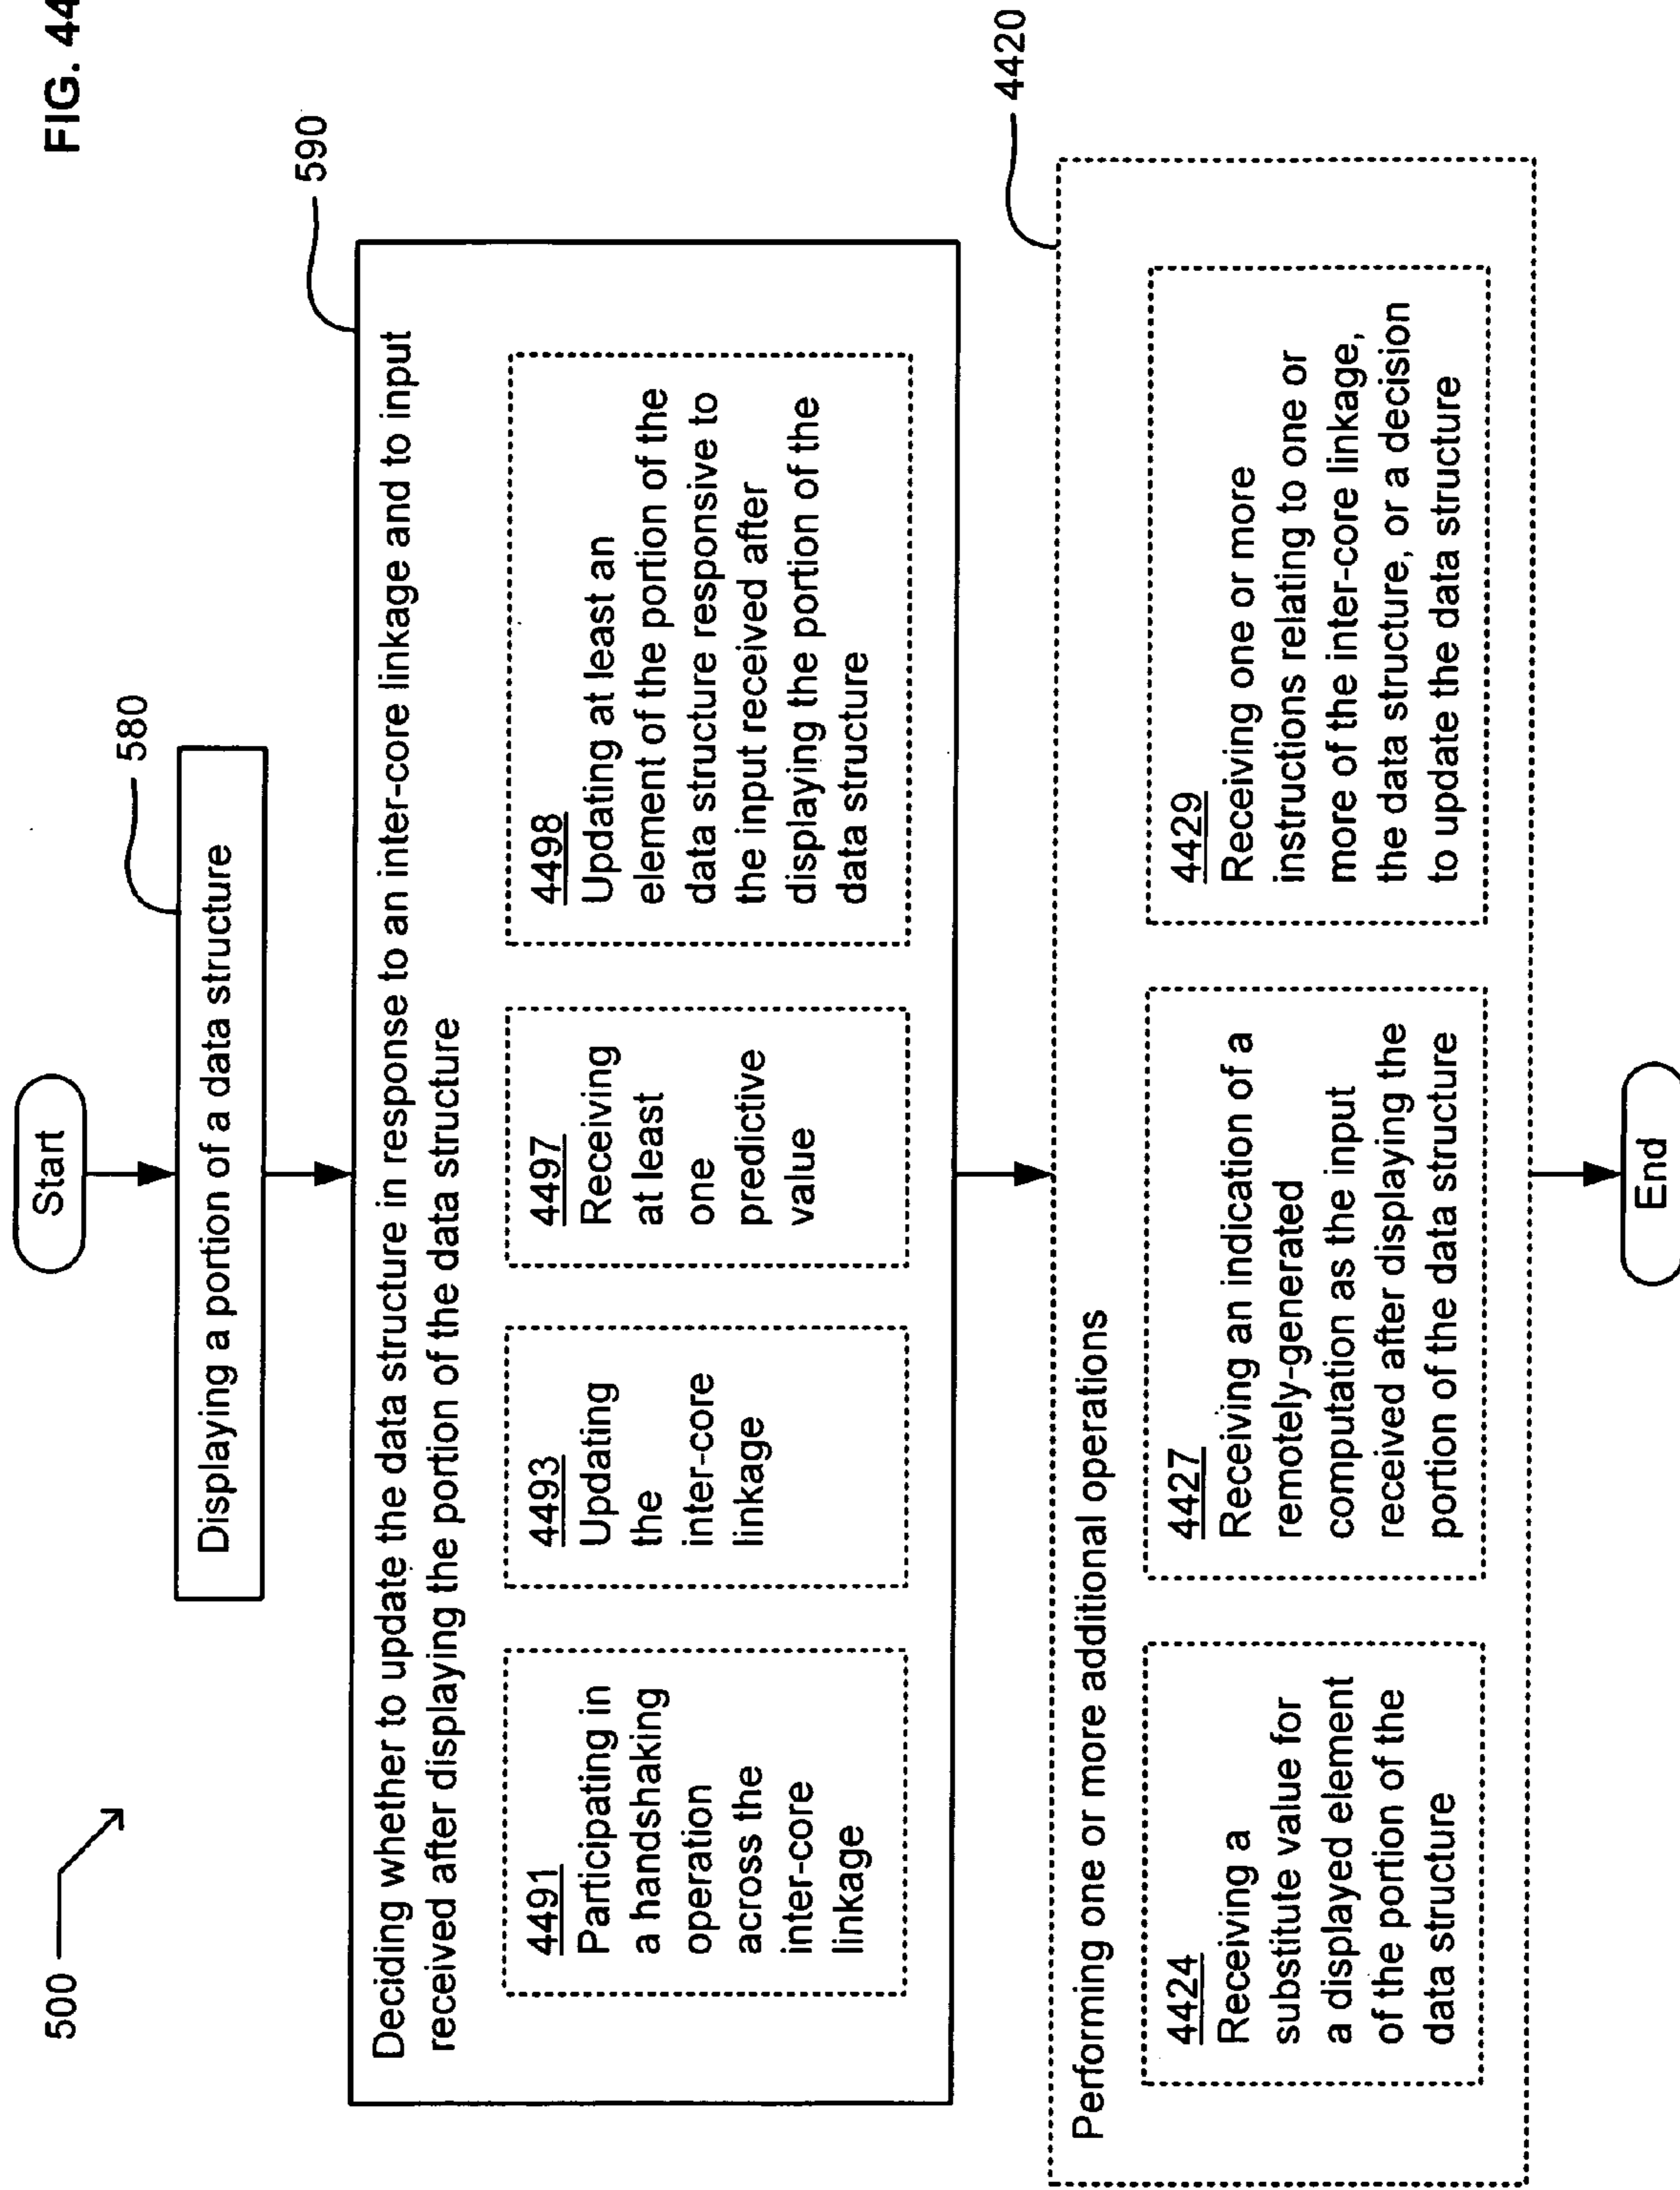 FIG. 44
500
Start
580
Displaying a portion of a data structure
590
Deciding whether to update the data structure in response to an inter-core linkage and to input
received after displaying the portion of the data structure
4491
Participating in
a handshaking
operation
across the
inter-core
linkage
4493
Updating
the
inter-core
linkage
4497
Receiving
at least
one
predictive
value
4498
Updating at least an
element of the portion of the
data structure responsive to
the input received after
displaying the portion of the
data structure
4420
Performing one or more additional operations
4424
Receiving a
substitute value for
a displayed element
of the portion of the
data structure
4427
Receiving an indication of a
remotely-generated
computation as the input
received after displaying the
portion of the data structure
4429
Receiving one or more
instructions relating to one or
more of the inter-core linkage,
the data structure, or a decision
to update the data structure
End